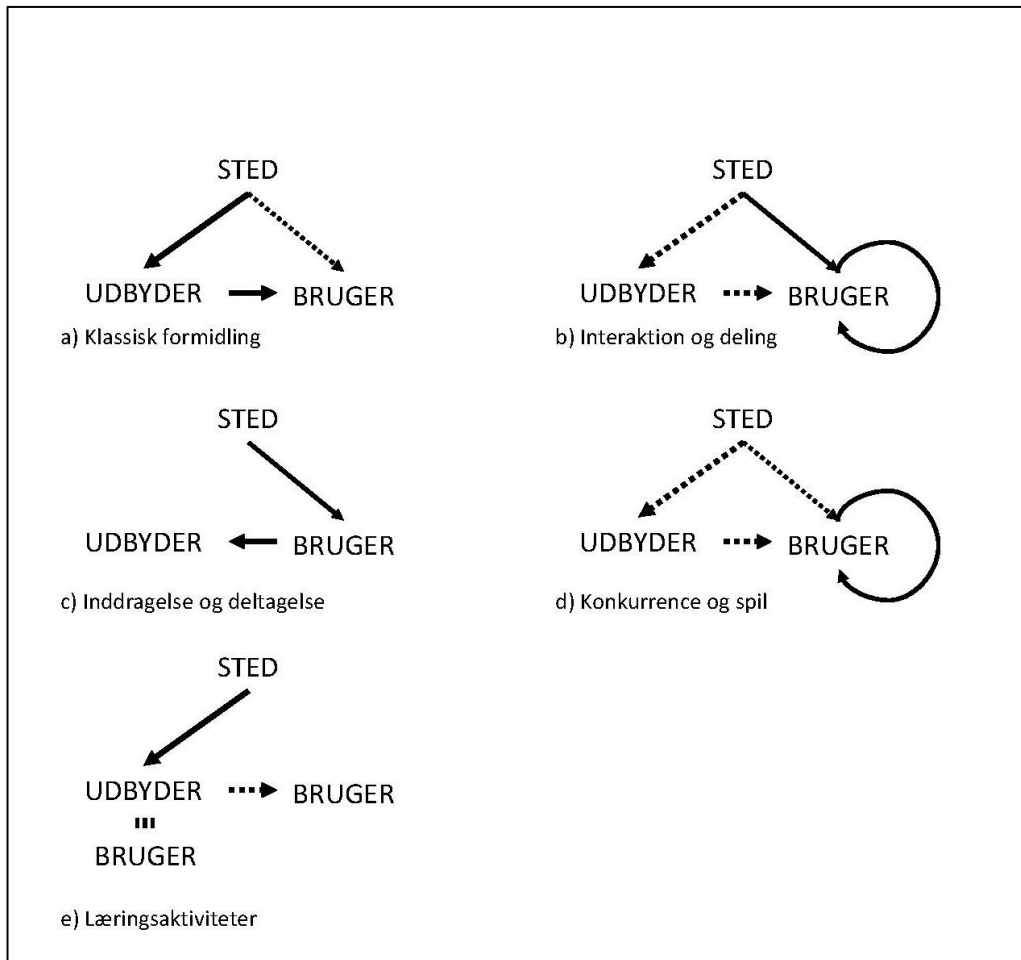 STED
UDBYDER BRUGER
a) Klassisk formidling
STED
UDBYDER BRUGER
b) Interaktion og deling
STED
UDBYDER BRUGER
c) Inddragelse og deltagelse
STED
UDBYDER BRUGER
d) Konkurrence og spil
STED
UDBYDER BRUGER
BRUGER
e) Læringsaktiviteter